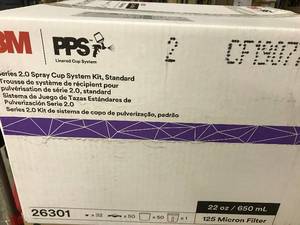 3M PPS 2 CF19077
Linered Cup System
Series 2.0 Spray Cup System Kit, Standard
Trousse de système de récipient pour
pulvérisation de série 2.0, standard
Sistema de Juego de Tazas Estándares de
Pulverización Serie 2.0
Series 2.0 Kit de sistema de copo de pulverização, padrão
22 oz / 650 mL
26301 x 32 x 50 x 50 x 1 125 Micron Filter